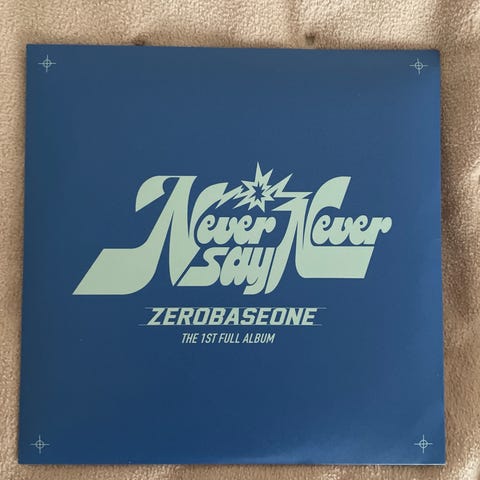 Never Never
say
ZEROBASEONE
THE 1ST FULL ALBUM